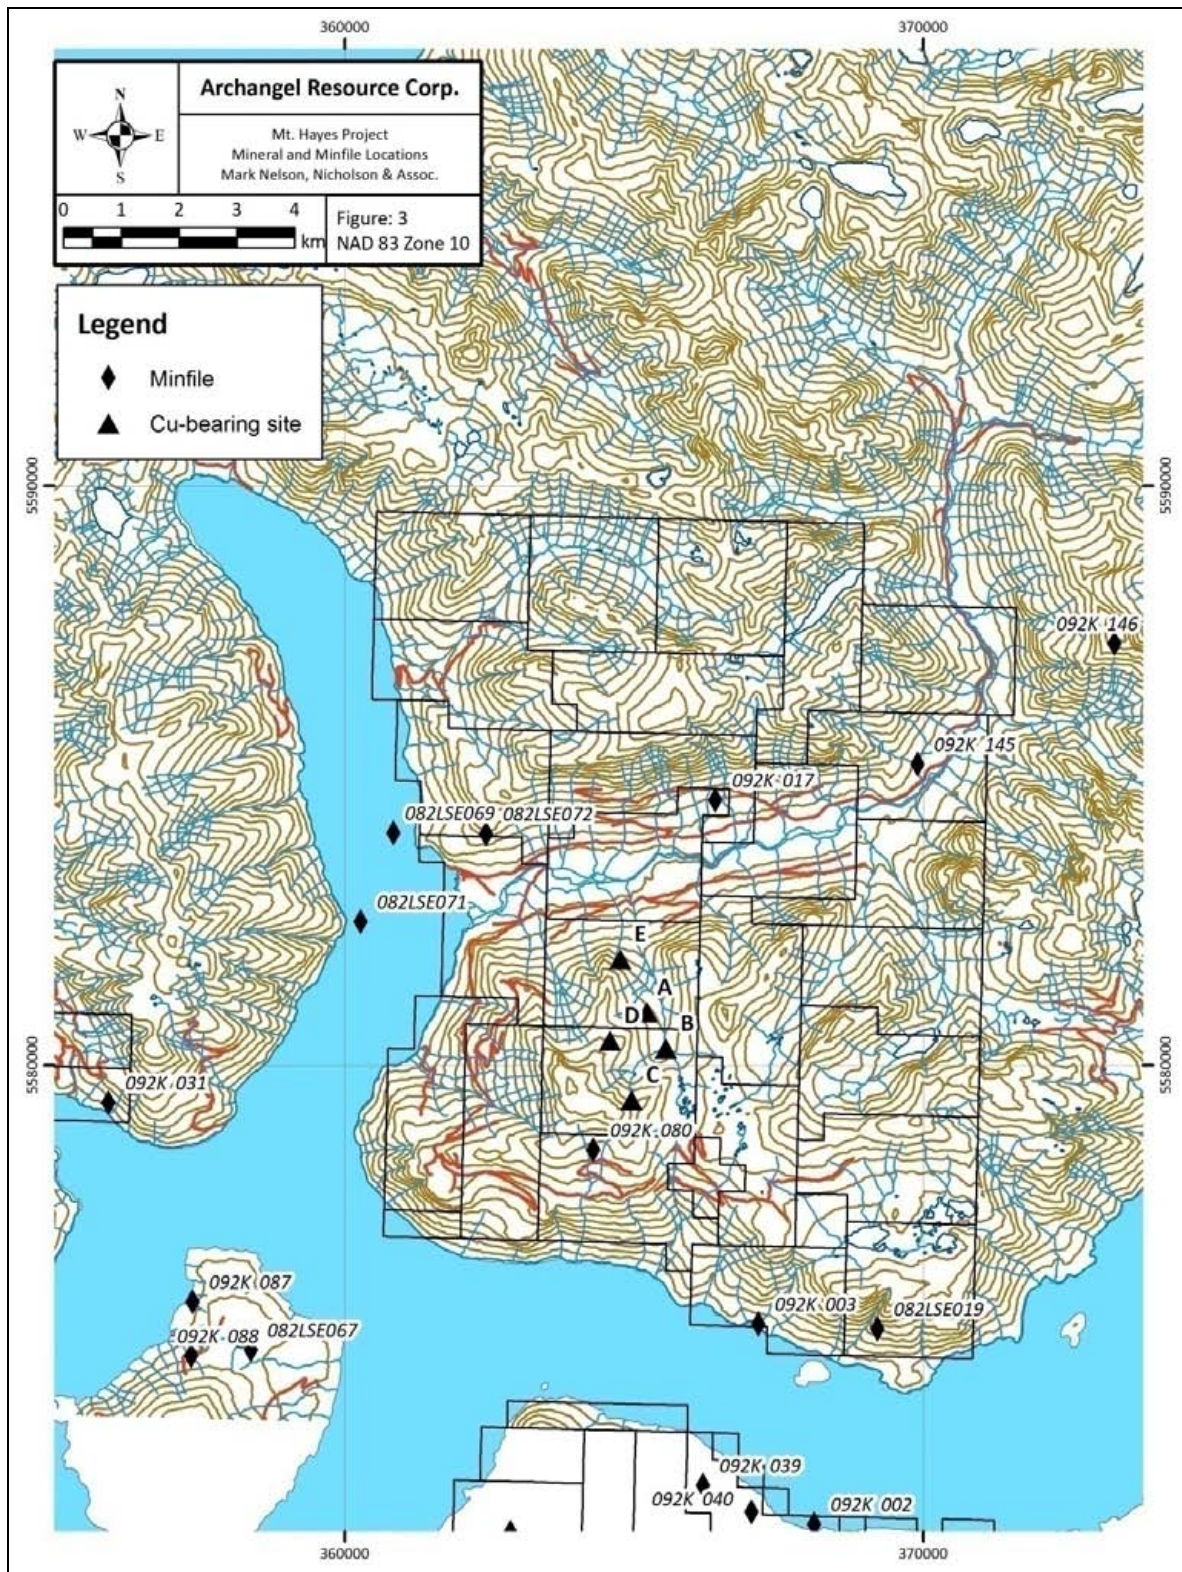 360000
370000
N
W E
S
Archangel Resource Corp.
Mt. Hayes Project
Mineral and Minfile Locations
Mark Nelson, Nicholson & Assoc.
0 1 2 3 4
km
Figure: 3
NAD 83 Zone 10
Legend
Minfile
Cu-bearing site
5590000
5590000
092K 146
092K 145
092K 017
082LSE069
082LSE072
082LSE071
E
A
D
B
C
5580000
5580000
092K 031
092K 080
092K 087
092K 088
082LSE067
092K 003
082LSE019
092K 039
092K 040
092K 002
360000
370000